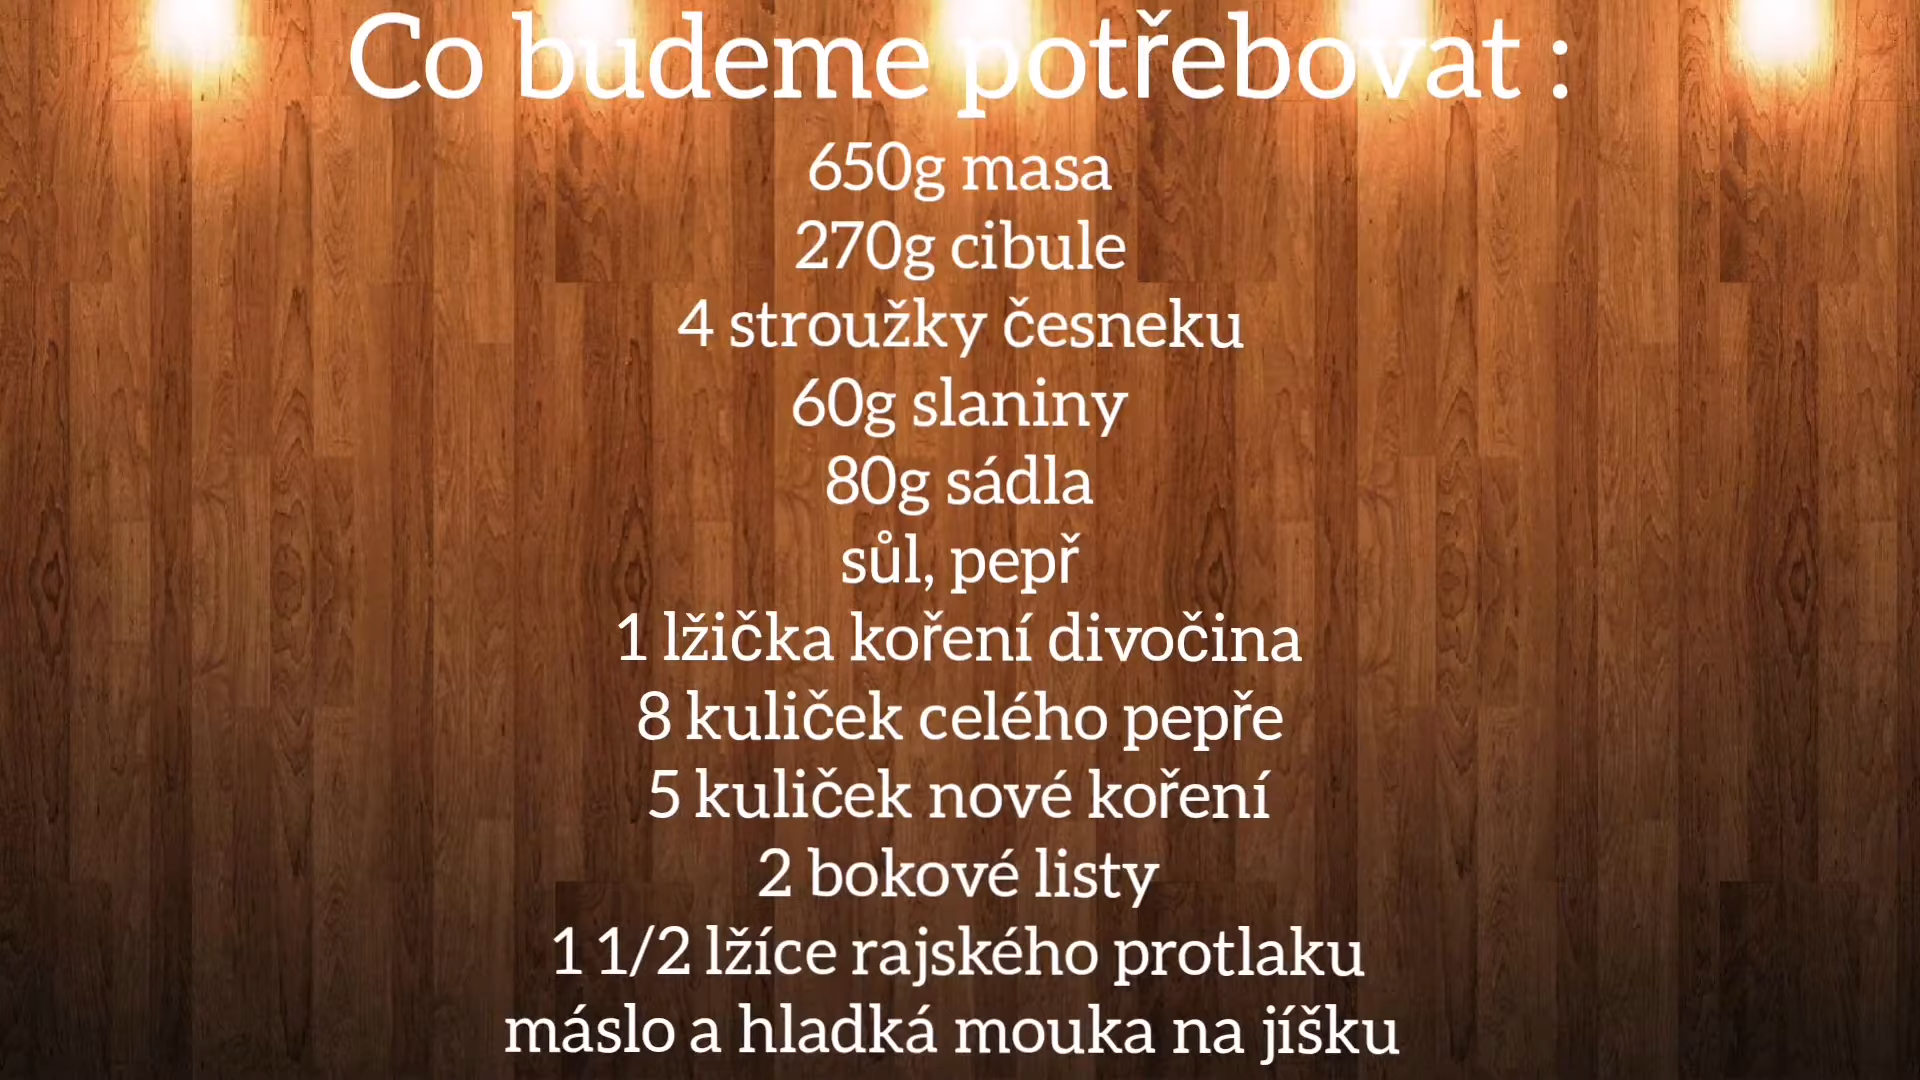 Co budeme potřebovat :
650g masa
270g cibule
4 stroužky česneku
60g slaniny
80g sádla
sůl, pepř
1 lžička koření divočina
8 kuliček celého pepře
5 kuliček nové koření
2 bokové listy
1 1/2 lžíce rajského protlaku
máslo a hladká mouka na jíšku